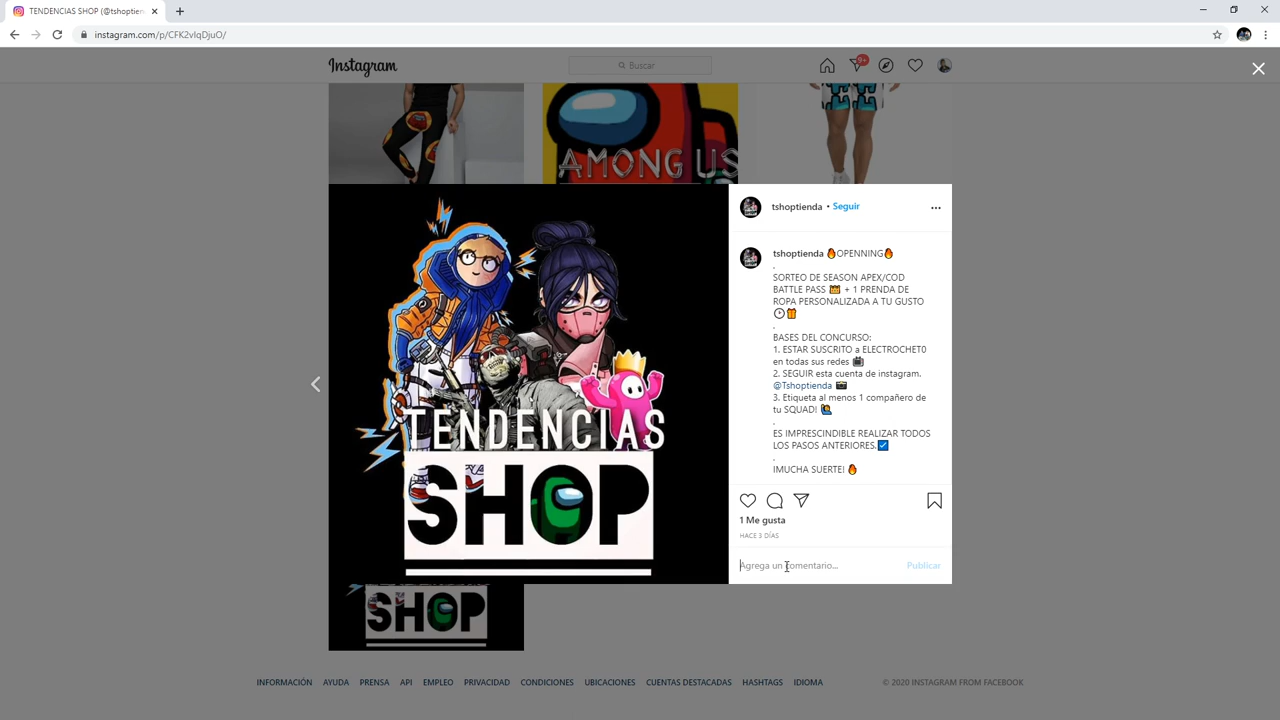 TENDENCIAS SHOP (@tshoptien
instagram.com/p/CFK2vIqDjuO/
Instagram
Buscar
9+
AMONG US
TENDENCIAS
SHOP
tshoptienda • Seguir
tshoptienda 🔥OPENNING🔥
.
SORTEO DE SEASON APEX/COD
BATTLE PASS + 1 PRENDA DE
ROPA PERSONALIZADA A TU GUSTO
.
BASES DEL CONCURSO:
1. ESTAR SUSCRITO a ELECTROCHET0
en todas sus redes
2. SEGUIR esta cuenta de instagram.
@Tshoptienda
3. Etiqueta al menos 1 compañero de
tu SQUAD!
.
ES IMPRESCINDIBLE REALIZAR TODOS
LOS PASOS ANTERIORES.
.
¡MUCHA SUERTE! 🔥
1 Me gusta
HACE 3 DÍAS
Agrega un comentario...
Publicar
SHOP
INFORMACIÓN AYUDA PRENSA API EMPLEO PRIVACIDAD CONDICIONES UBICACIONES CUENTAS DESTACADAS HASHTAGS IDIOMA
© 2020 INSTAGRAM FROM FACEBOOK